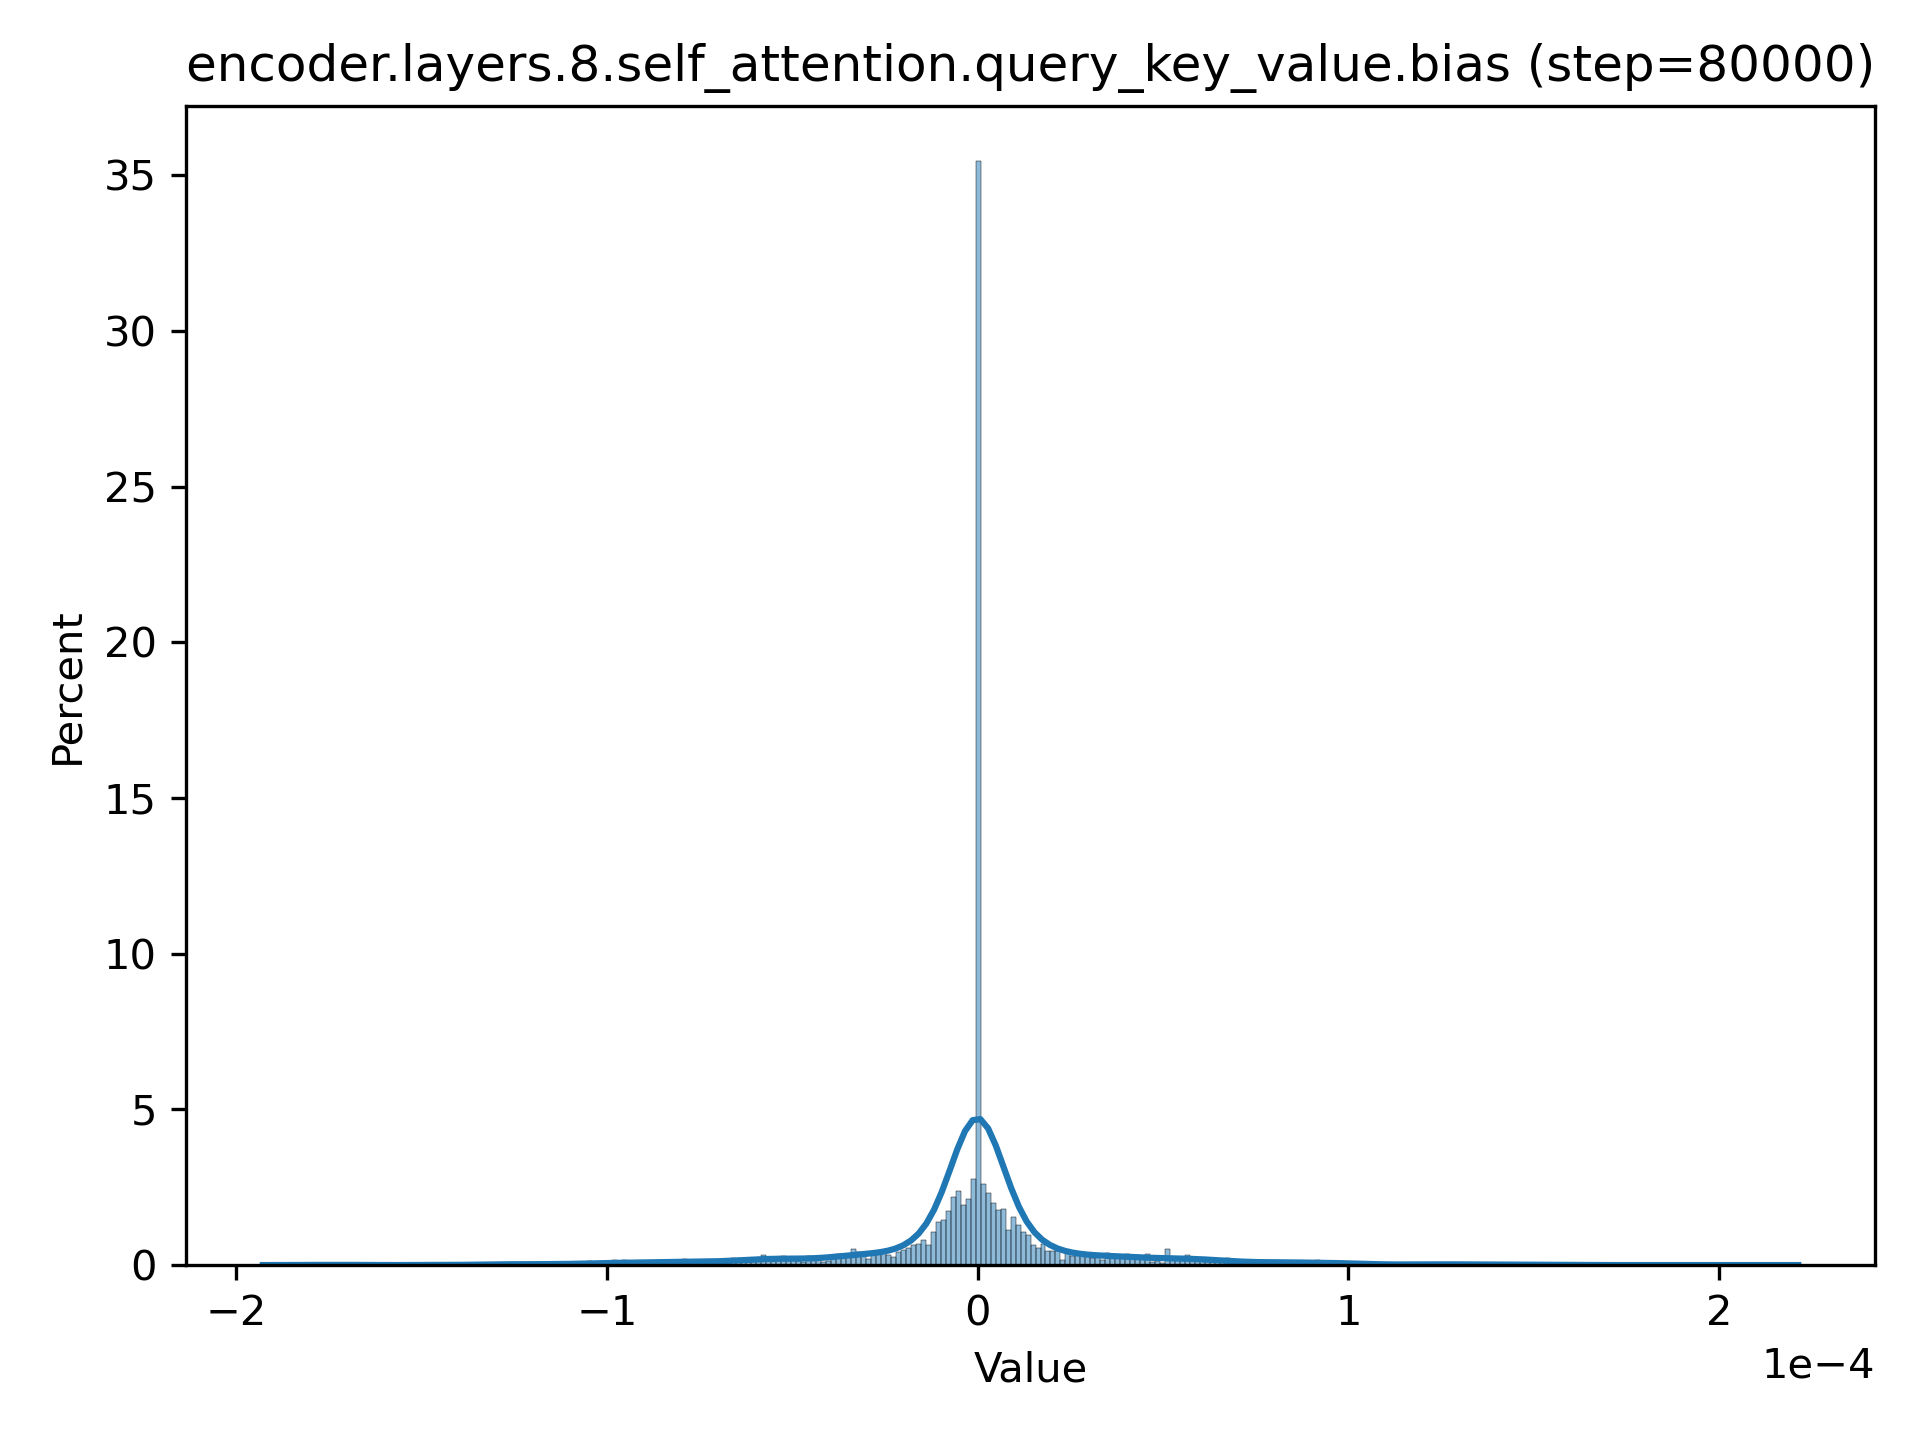 encoder.layers.8.self_attention.query_key_value.bias (step=80000)
35
30
25
20
15
10
5
0
Percent
−2 −1 0 1 2
1e−4
Value